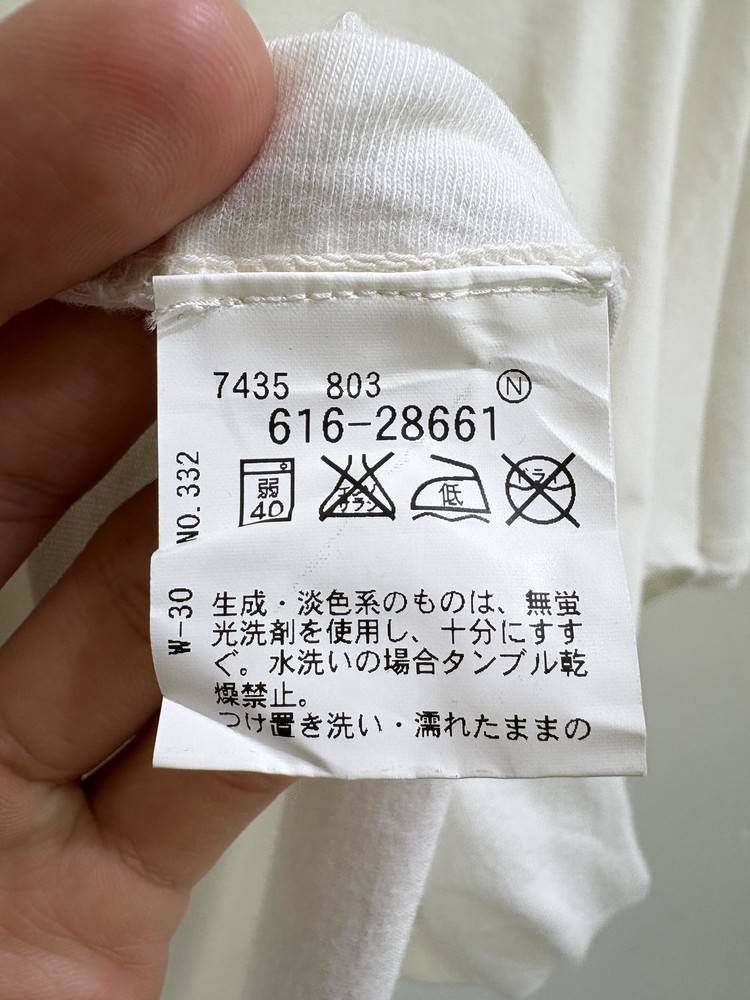 7435 803 Ⓝ
616-28661
NO. 332
弱
40
エンソ
サラシ
低
ドライ
W-30
生成・淡色系のものは、無蛍
光洗剤を使用し、十分にすす
ぐ。水洗いの場合タンブル乾
燥禁止。
つけ置き洗い・濡れたままの